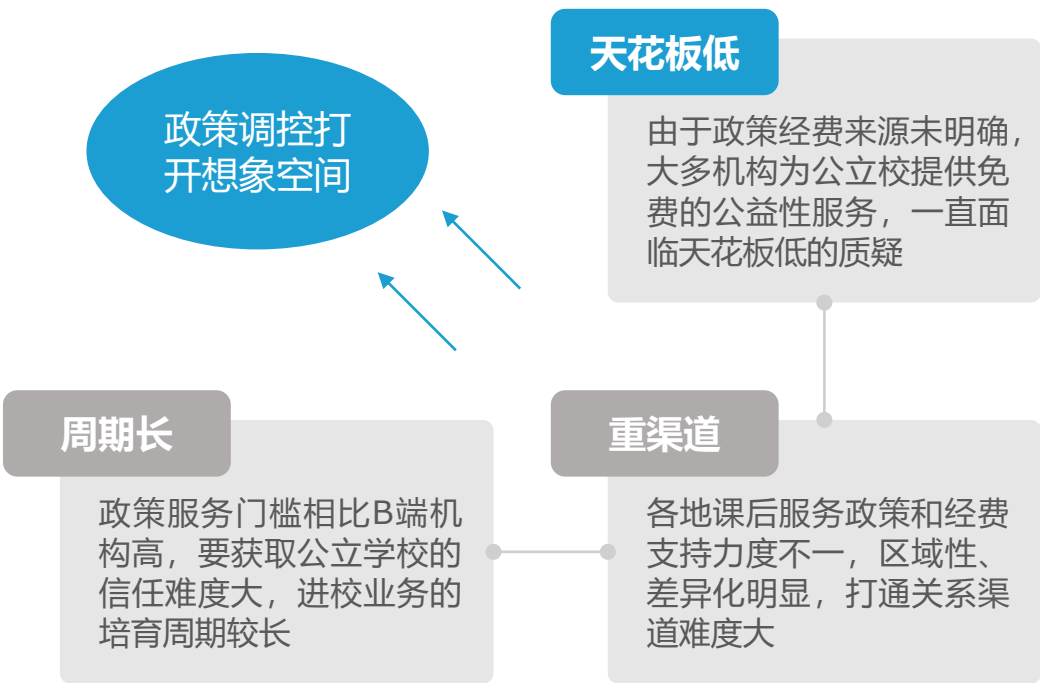 政策调控打
开想象空间
天花板低
由于政策经费来源未明确，
大多机构为公立校提供免
费的公益性服务，一直面
临天花板低的质疑
周期长
政策服务门槛相比B端机
构高，要获取公立学校的
信任难度大，进校业务的
培育周期较长
重渠道
各地课后服务政策和经费
支持力度不一，区域性、
差异化明显，打通关系渠
道难度大